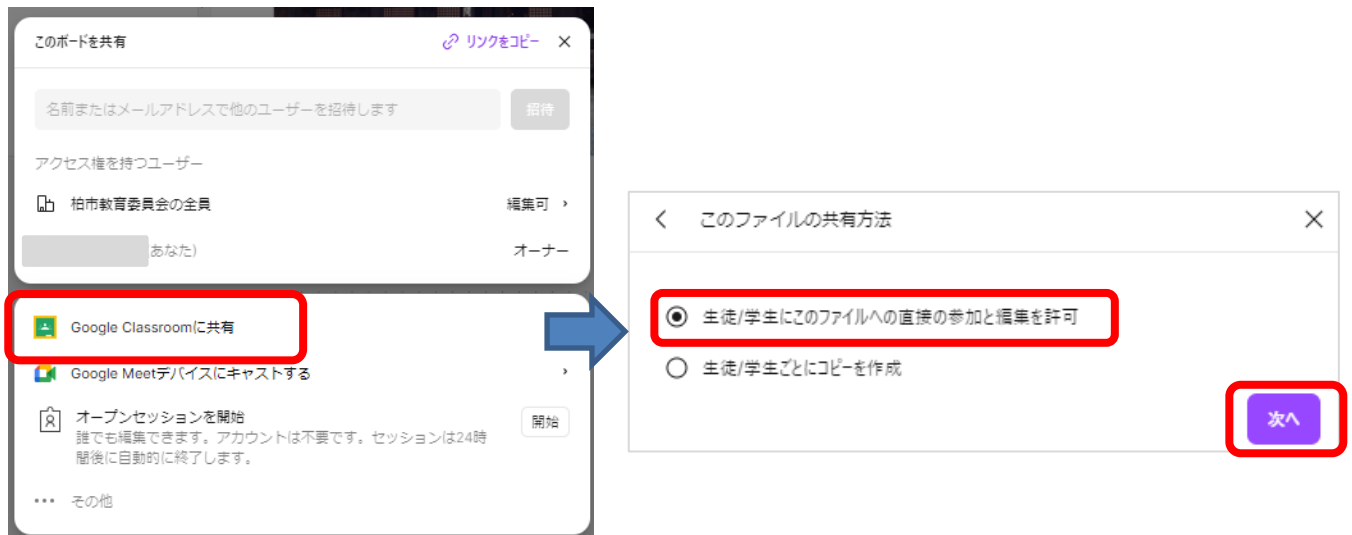 このボードを共有
リンクをコピー
名前またはメールアドレスで他のユーザーを招待します
招待
アクセス権を持つユーザー
柏市教育委員会の全員
編集可
あなた)
オーナー
Google Classroomに共有
Google Meetデバイスにキャストする
オープンセッションを開始
開始
誰でも編集できます。アカウントは不要です。セッションは24時
間後に自動的に終了します。
その他
このファイルの共有方法
生徒/学生にこのファイルへの直接の参加と編集を許可
生徒/学生ごとにコピーを作成
次へ